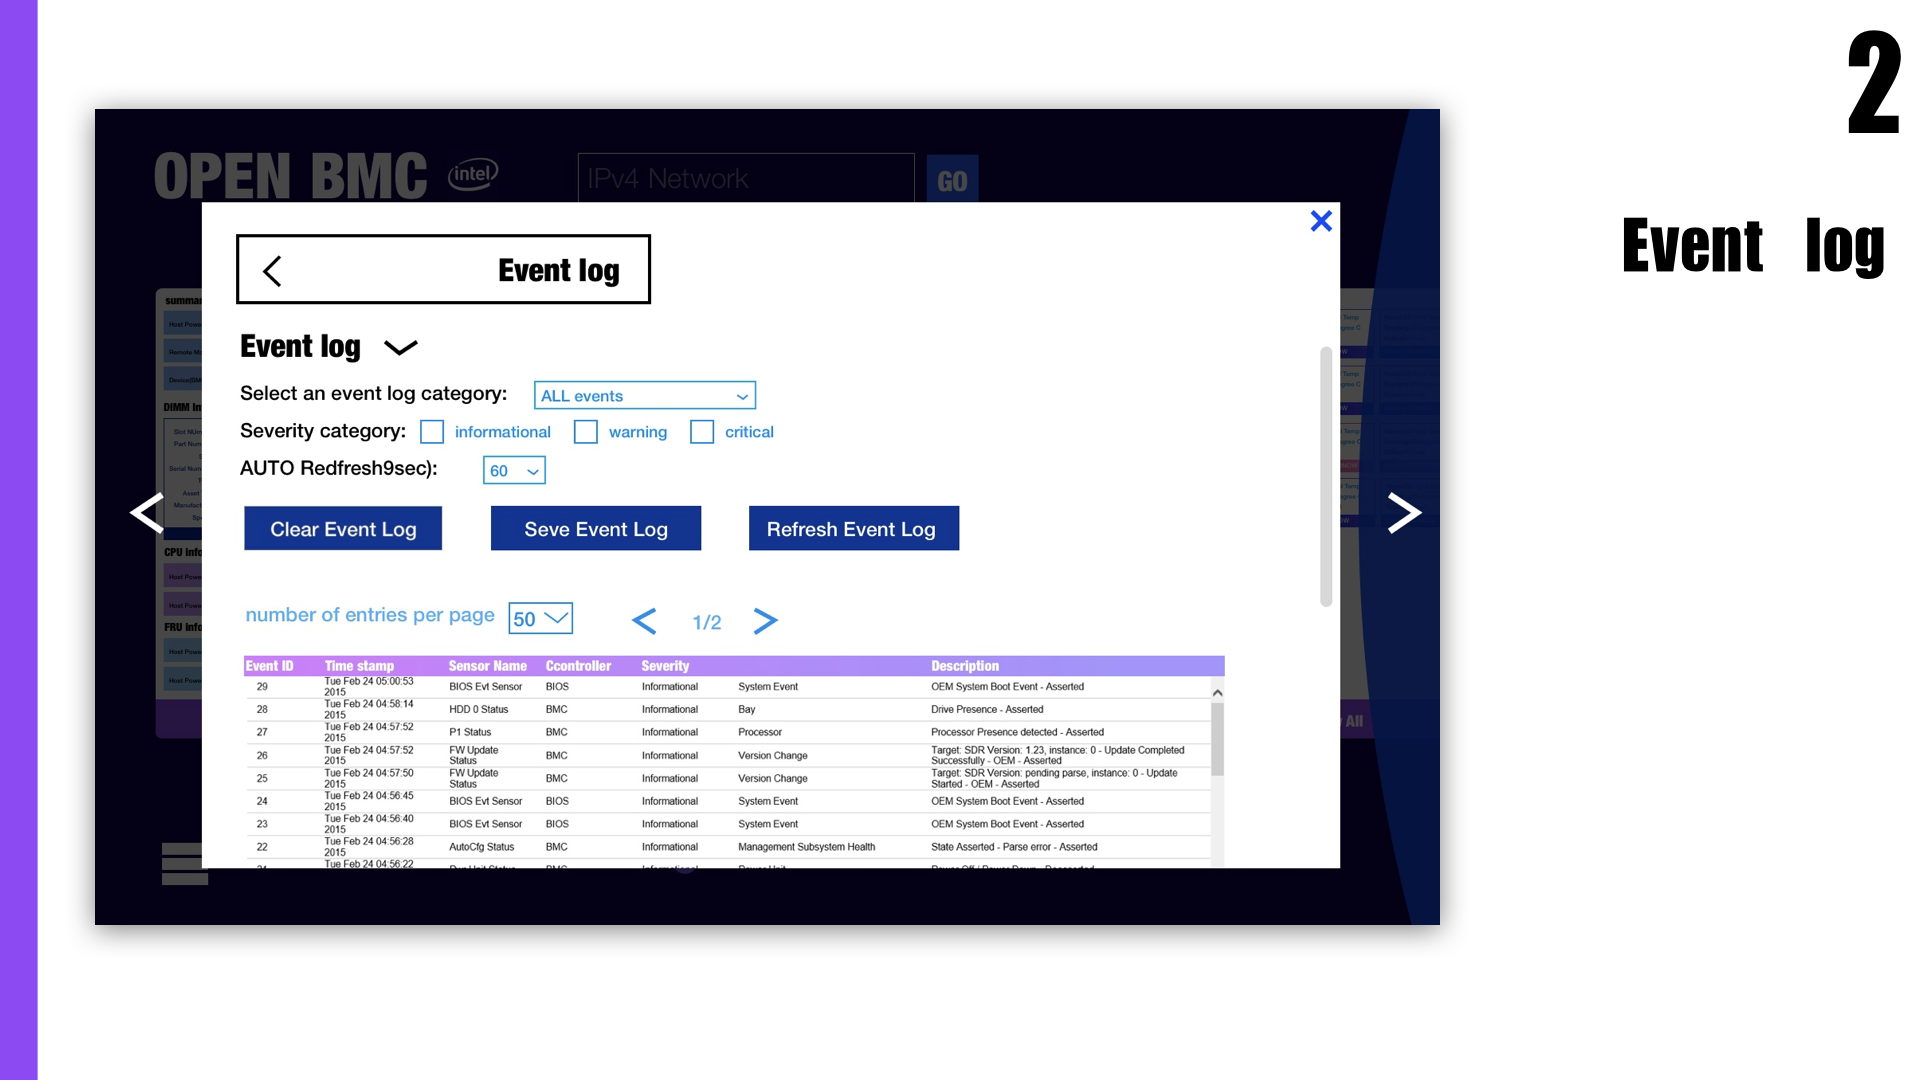 2
Event log
OPEN BMC intel IPv4 Network GO
Event log
Event log
Select an event log category: ALL events
Severity category: informational warning critical
AUTO Redfresh9sec): 60
Clear Event Log Seve Event Log Refresh Event Log
number of entries per page 50 1/2
Event ID Time stamp Sensor Name Ccontroller Severity Description
29 Tue Feb 24 05:00:53 2015 BIOS Evt Sensor BIOS Informational System Event OEM System Boot Event - Asserted
28 Tue Feb 24 04:58:14 2015 HDD 0 Status BMC Informational Bay Drive Presence - Asserted
27 Tue Feb 24 04:57:52 2015 P1 Status BMC Informational Processor Processor Presence detected - Asserted
26 Tue Feb 24 04:57:52 2015 FW Update Status BMC Informational Version Change Target: SDR Version: 1.23, instance: 0 - Update Completed Successfully - OEM - Asserted
25 Tue Feb 24 04:57:50 2015 FW Update Status BMC Informational Version Change Target: SDR Version: pending parse, instance: 0 - Update Started - OEM - Asserted
24 Tue Feb 24 04:56:45 2015 BIOS Evt Sensor BIOS Informational System Event OEM System Boot Event - Asserted
23 Tue Feb 24 04:56:40 2015 BIOS Evt Sensor BIOS Informational System Event OEM System Boot Event - Asserted
22 Tue Feb 24 04:56:28 2015 AutoCfg Status BMC Informational Management Subsystem Health State Asserted - Parse error - Asserted
Tue Feb 24 04:56:22
DIMM
CPU
FRU
All